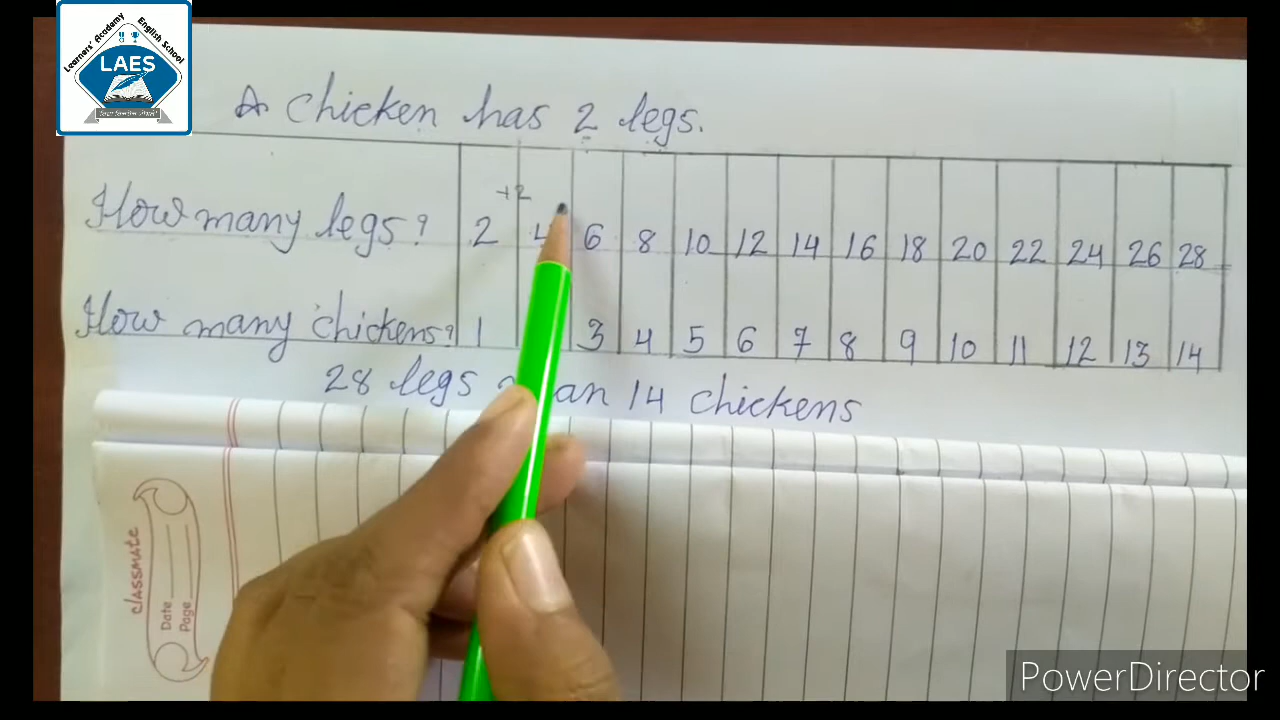 Learners' Academy English School
LAES
A chicken has 2 legs.
+2
How many legs? 2 4 6 8 10 12 14 16 18 20 22 24 26 28
How many chickens? 1 3 4 5 6 7 8 9 10 11 12 13 14
28 legs 14 chickens
classmate
Date
Page
PowerDirector